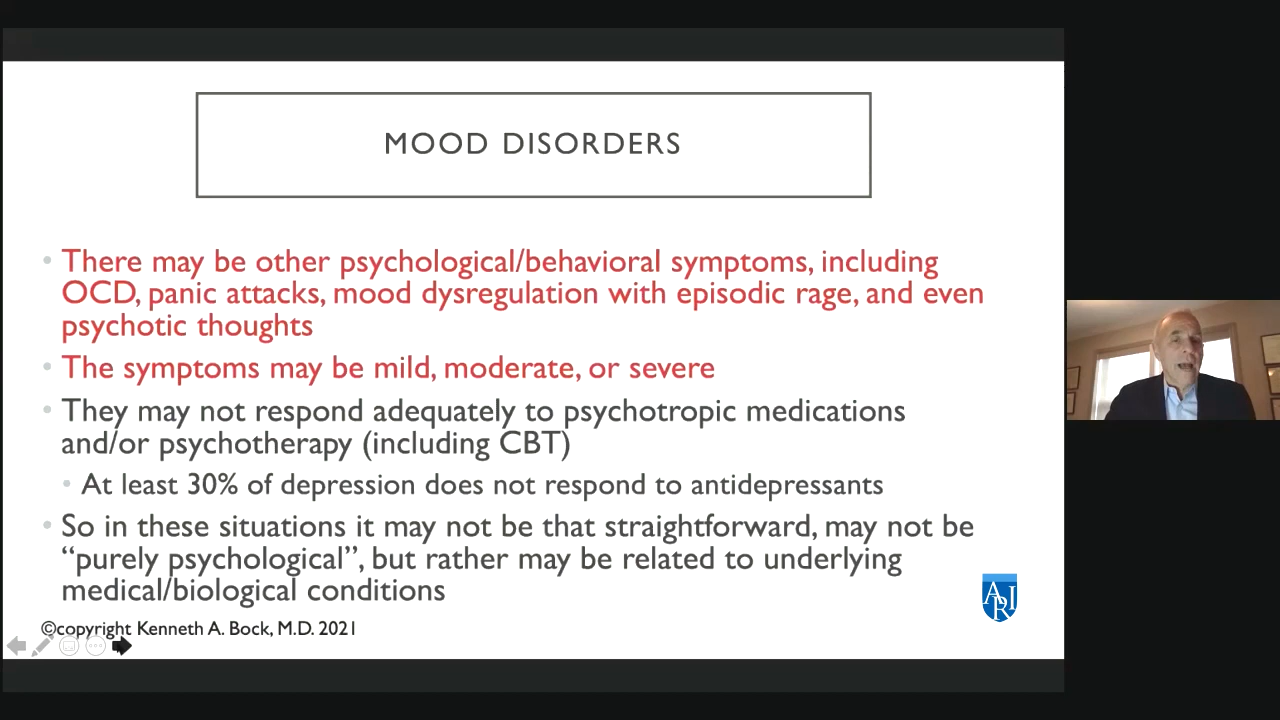 MOOD DISORDERS
• There may be other psychological/behavioral symptoms, including
OCD, panic attacks, mood dysregulation with episodic rage, and even
psychotic thoughts
• The symptoms may be mild, moderate, or severe
• They may not respond adequately to psychotropic medications
and/or psychotherapy (including CBT)
• At least 30% of depression does not respond to antidepressants
• So in these situations it may not be that straightforward, may not be
“purely psychological”, but rather may be related to underlying
medical/biological conditions
ARI
©copyright Kenneth A. Bock, M.D. 2021